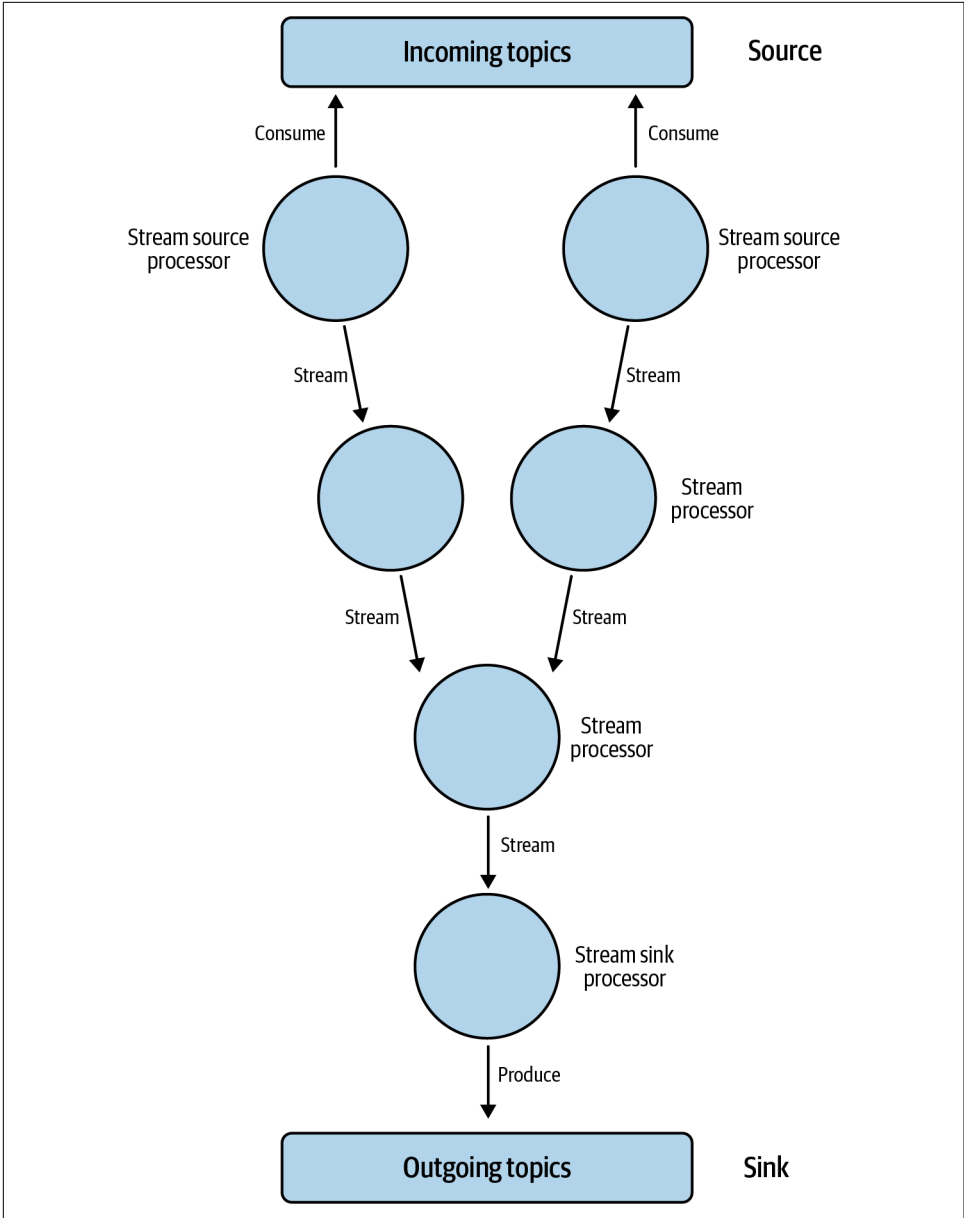 Incoming topics
Source
Consume
Consume
Stream source
processor
Stream source
processor
Stream
Stream
Stream
processor
Stream
Stream
Stream
processor
Stream
Stream sink
processor
Produce
Outgoing topics
Sink